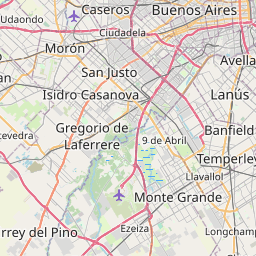 Caseros
Buenos Aires
Udaondo
Ciudadela
Morón
Avella
San Justo
Isidro Casanova
Lanús
Gregorio de
Laferrere
9 de Abril
Banfield
tevedra
Temperley
Llavallol
Monte Grande
rrey del Pino
Ezeiza
Longchamp